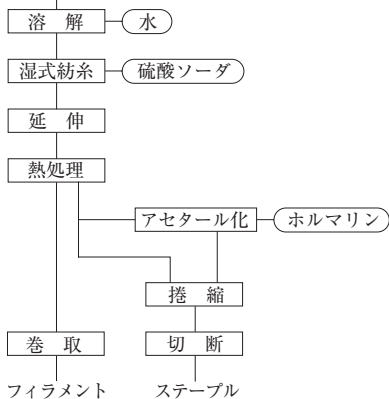 溶 解 水
湿式紡糸 硫酸ソーダ
延 伸
熱処理
アセタール化 ホルマリン
捲 縮
巻 取 切 断
フィラメント ステープル